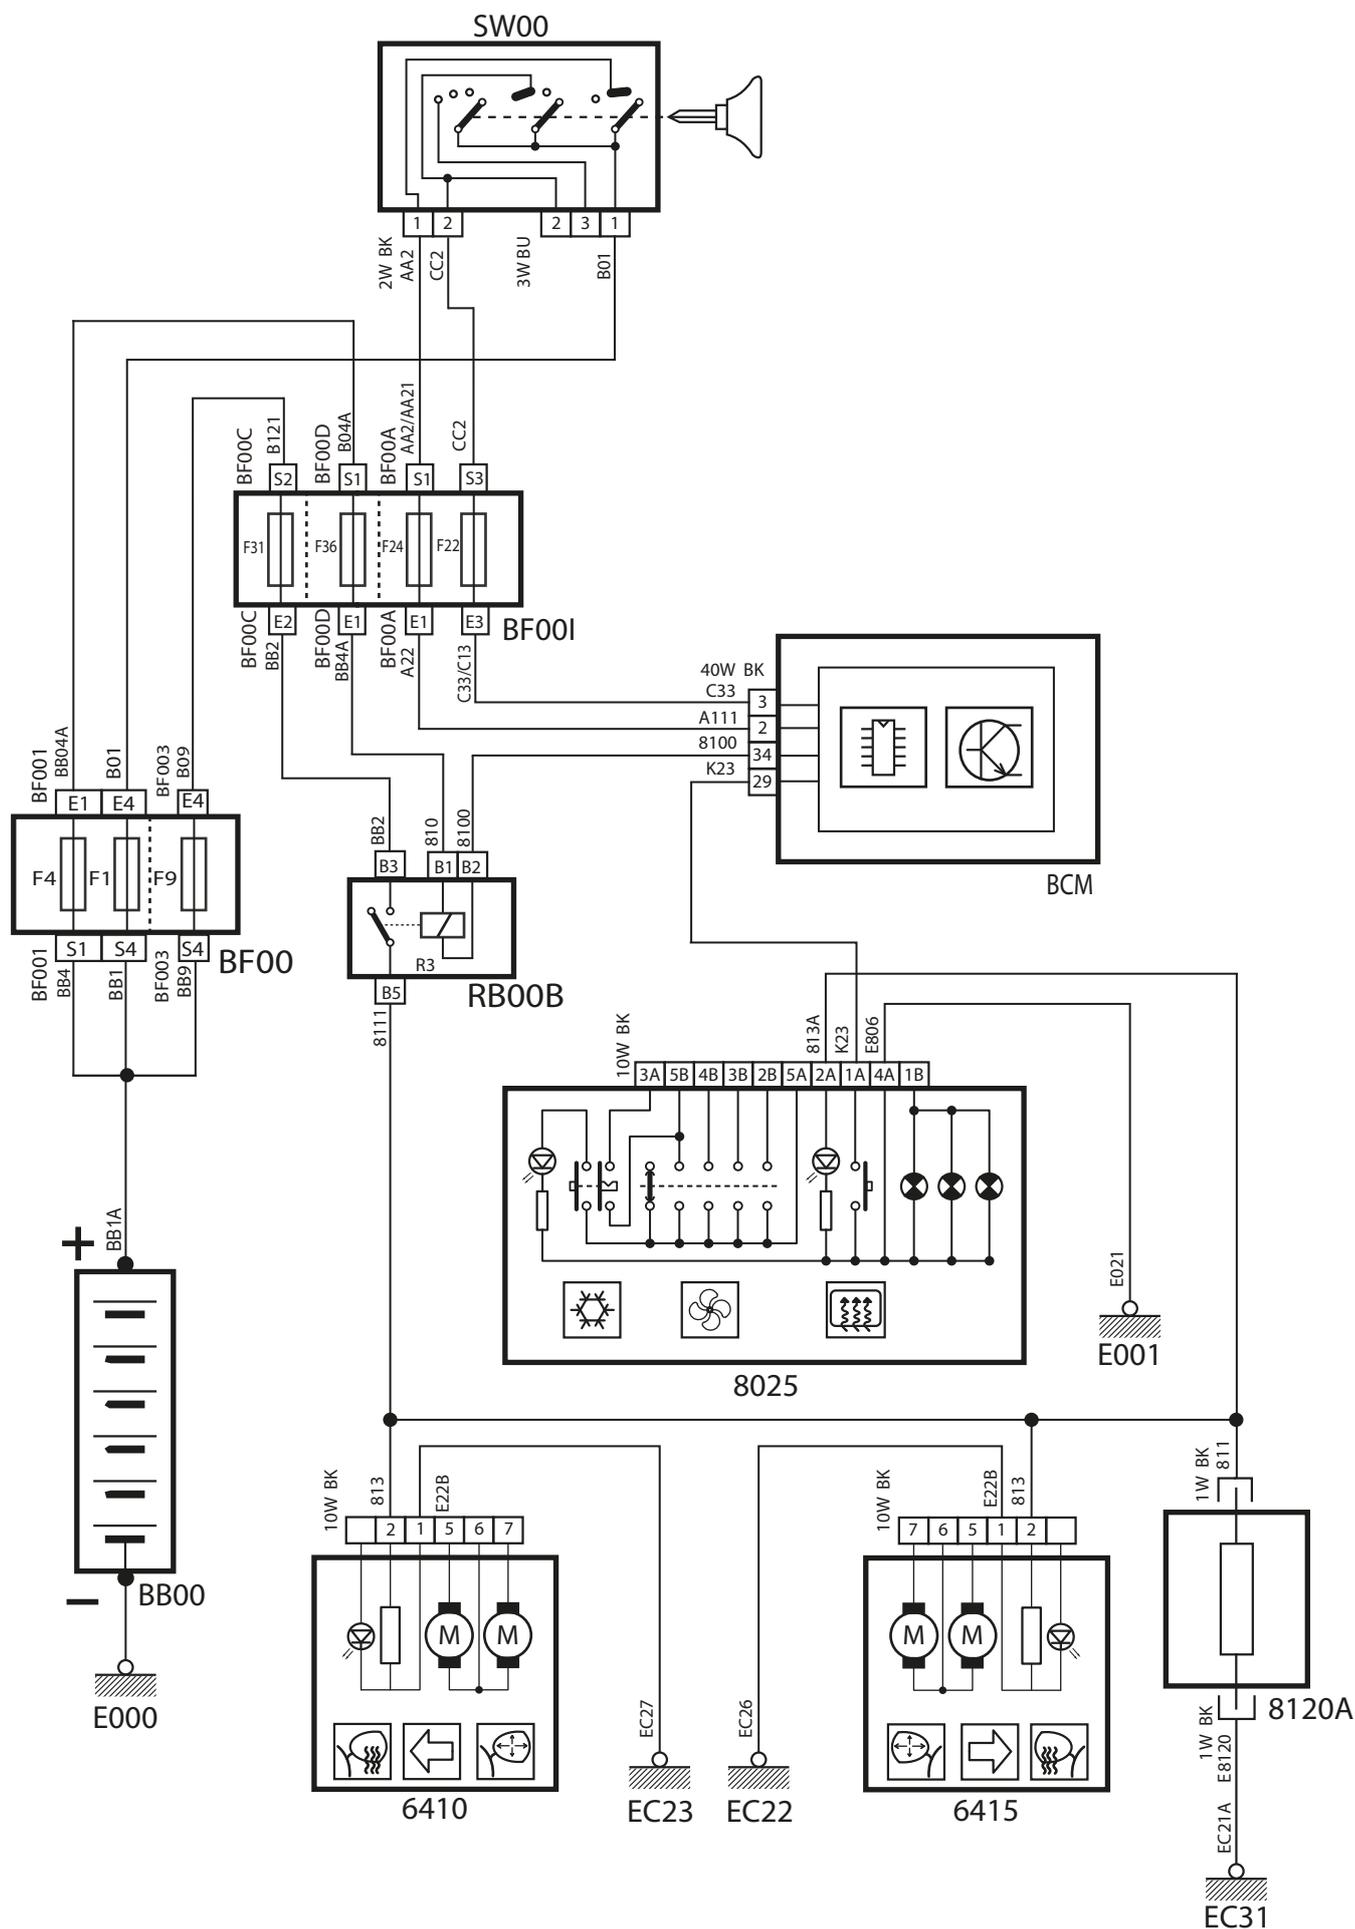 SW00
1 2 2 3 1
2W BK
AA2
CC2
3W BU
B01
BF00C
B121
BF00D
B04A
BF00A
AA2/AA21
CC2
S2 S1 S1 S3
F31 F36 F24 F22
E2 E1 E1 E3
BF00I
BF00C
BB2
BF00D
BB4A
BF00A
A22
C33/C13
40W BK
C33 3
A111 2
8100 34
K23 29
BCM
BF001
BB04A
B01
BF003
B09
E1 E4 E4
F4 F1 F9
S1 S4 S4
BF00
BF001
BB4
BB1
BF003
BB9
BB2
810
8100
B3 B1 B2
R3
B5
RB00B
8111
10W BK
813A
K23
E806
3A 5B 4B 3B 2B 5A 2A 1A 4A 1B
8025
E021
E001
BB1A
+
−
BB00
E000
10W BK
813
E22B
2 1 5 6 7
M M
6410
EC27
EC23
EC26
EC22
10W BK
E22B
813
7 6 5 1 2
M M
6415
1W BK
811
8120A
1W BK
E8120
EC21A
EC31